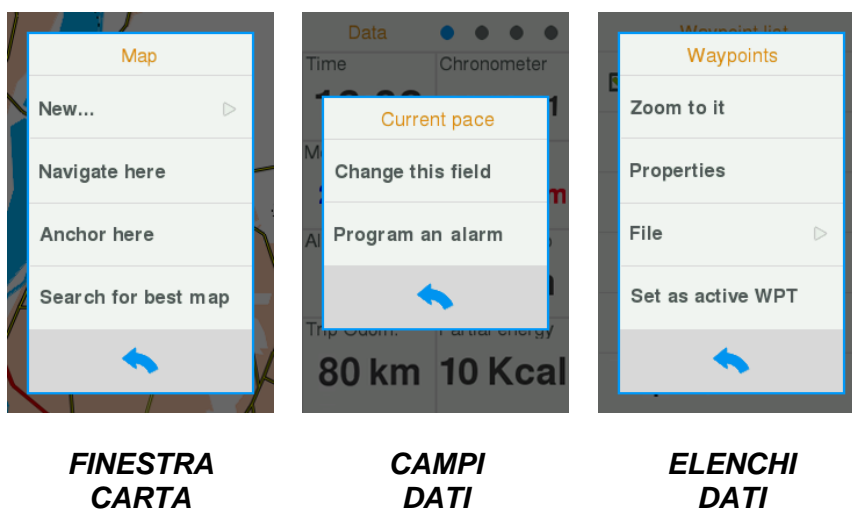 Map
New...
Navigate here
Anchor here
Search for best map
Data
Time Chronometer
Current pace
Change this field
Program an alarm
Trip Odom. Partial energy
80 km 10 Kcal
Waypoint list
Waypoints
Zoom to it
Properties
File
Set as active WPT
FINESTRA
CARTA
CAMPI
DATI
ELENCHI
DATI